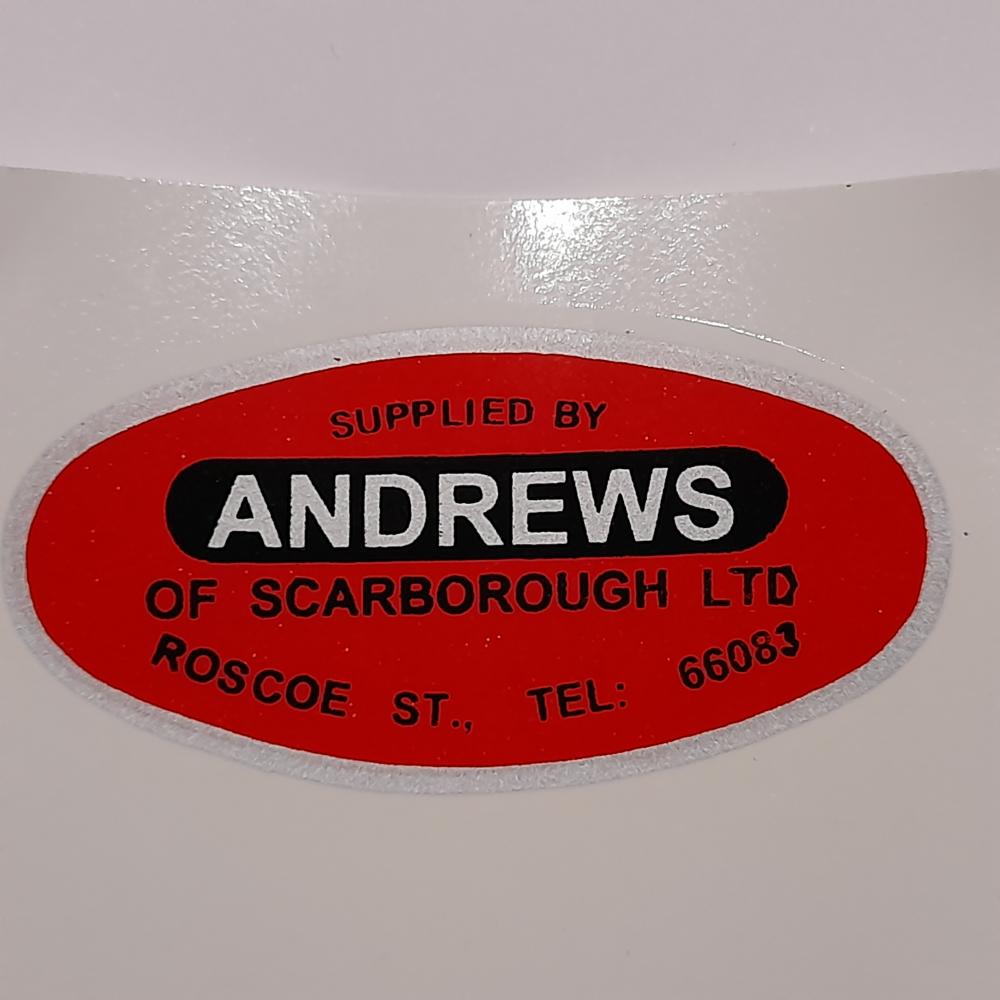 SUPPLIED BY
ANDREWS
OF SCARBOROUGH LTD
ROSCOE ST., TEL: 66083